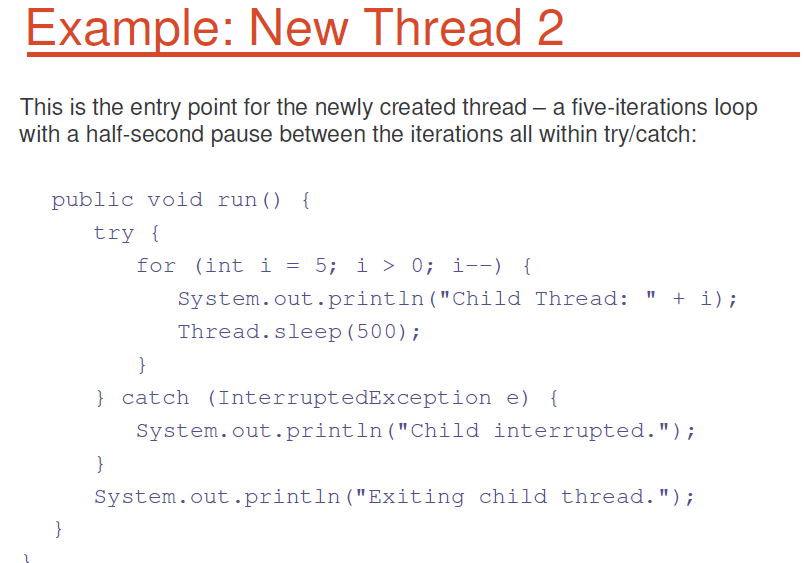 Example: New Thread 2
This is the entry point for the newly created thread – a five-iterations loop
with a half-second pause between the iterations all within try/catch:
public void run() {
try {
for (int i = 5; i > 0; i--) {
System.out.println("Child Thread: " + i);
Thread.sleep(500);
}
} catch (InterruptedException e) {
System.out.println("Child interrupted.");
}
System.out.println("Exiting child thread.");
}
}